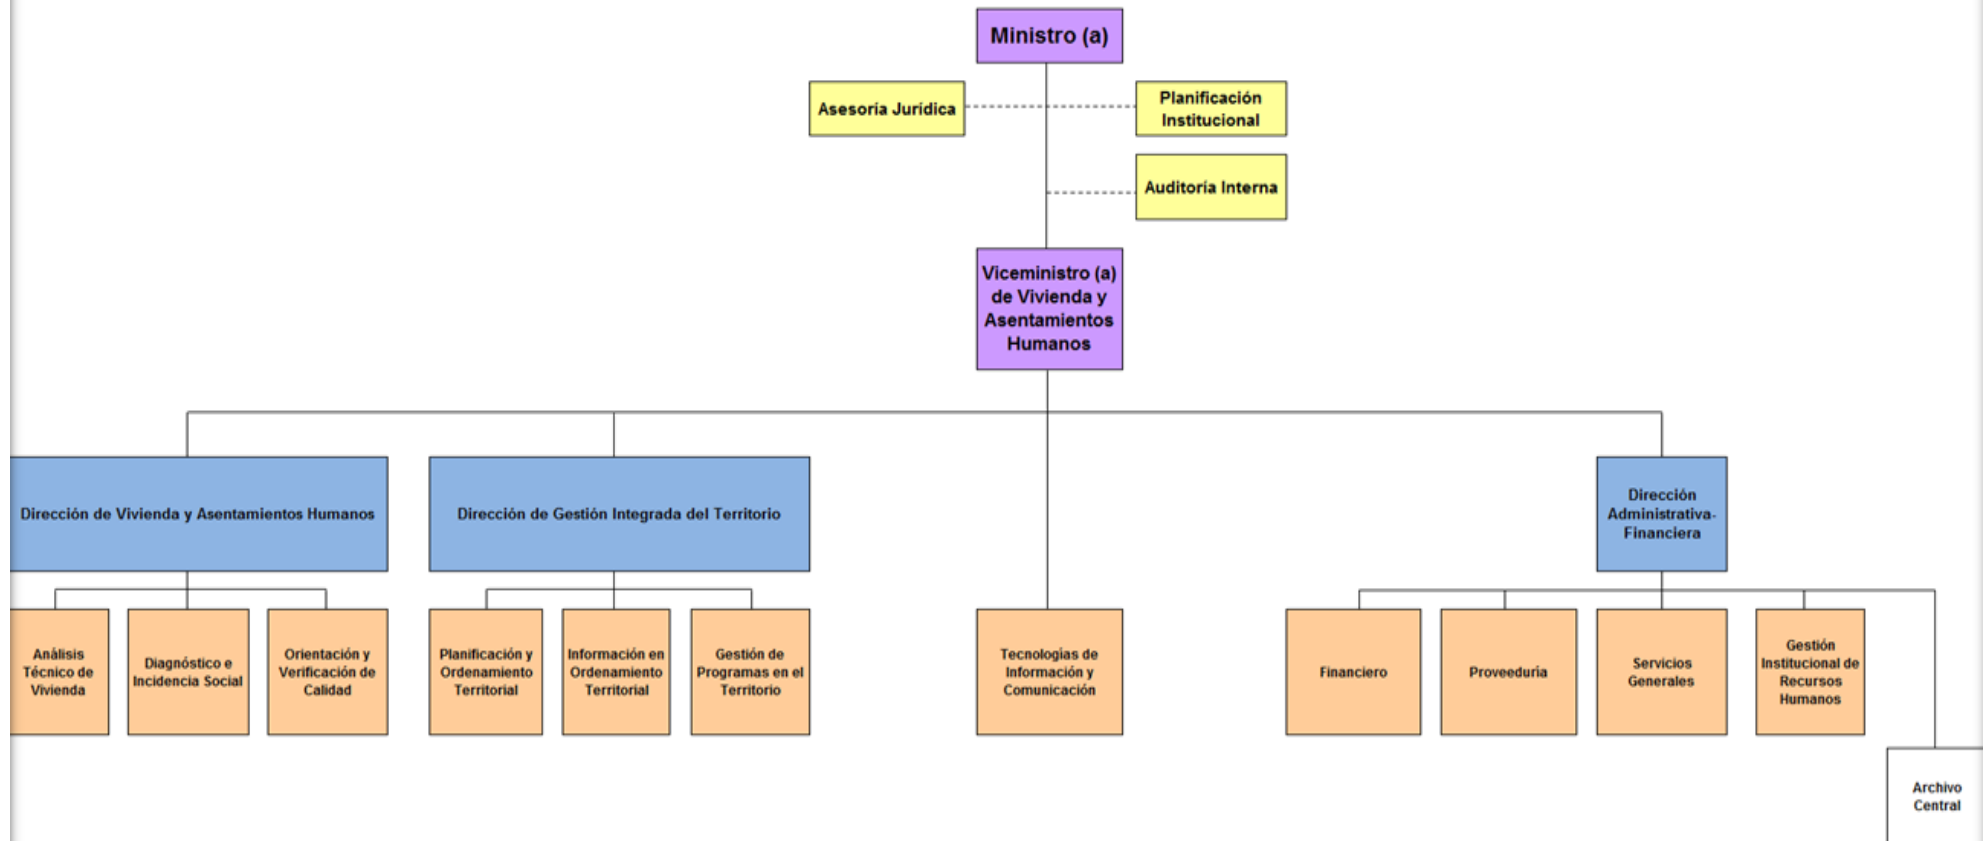 Ministro (a)
Asesoría Jurídica
Planificación
Institucional
Auditoría Interna
Viceministro (a)
de Vivienda y
Asentamientos
Humanos
Dirección de Vivienda y Asentamientos Humanos
Dirección de Gestión Integrada del Territorio
Dirección
Administrativa-
Financiera
Análisis
Técnico de
Vivienda
Diagnóstico e
Incidencia Social
Orientación y
Verificación de
Calidad
Planificación y
Ordenamiento
Territorial
Información en
Ordenamiento
Territorial
Gestión de
Programas en el
Territorio
Tecnologías de
Información y
Comunicación
Financiero
Proveeduría
Servicios
Generales
Gestión
Institucional de
Recursos
Humanos
Archivo
Central